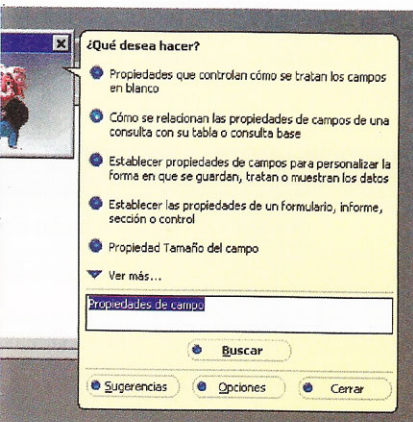 ¿Qué desea hacer?
Propiedades que controlan cómo se tratan los campos
en blanco
Cómo se relacionan las propiedades de campos de una
consulta con su tabla o consulta base
Establecer propiedades de campos para personalizar la
forma en que se guardan, tratan o muestran los datos
Establecer las propiedades de un formulario, informe,
sección o control
Propiedad Tamaño del campo
Ver más...
Propiedades de campo
Buscar
Sugerencias Opciones Cerrar